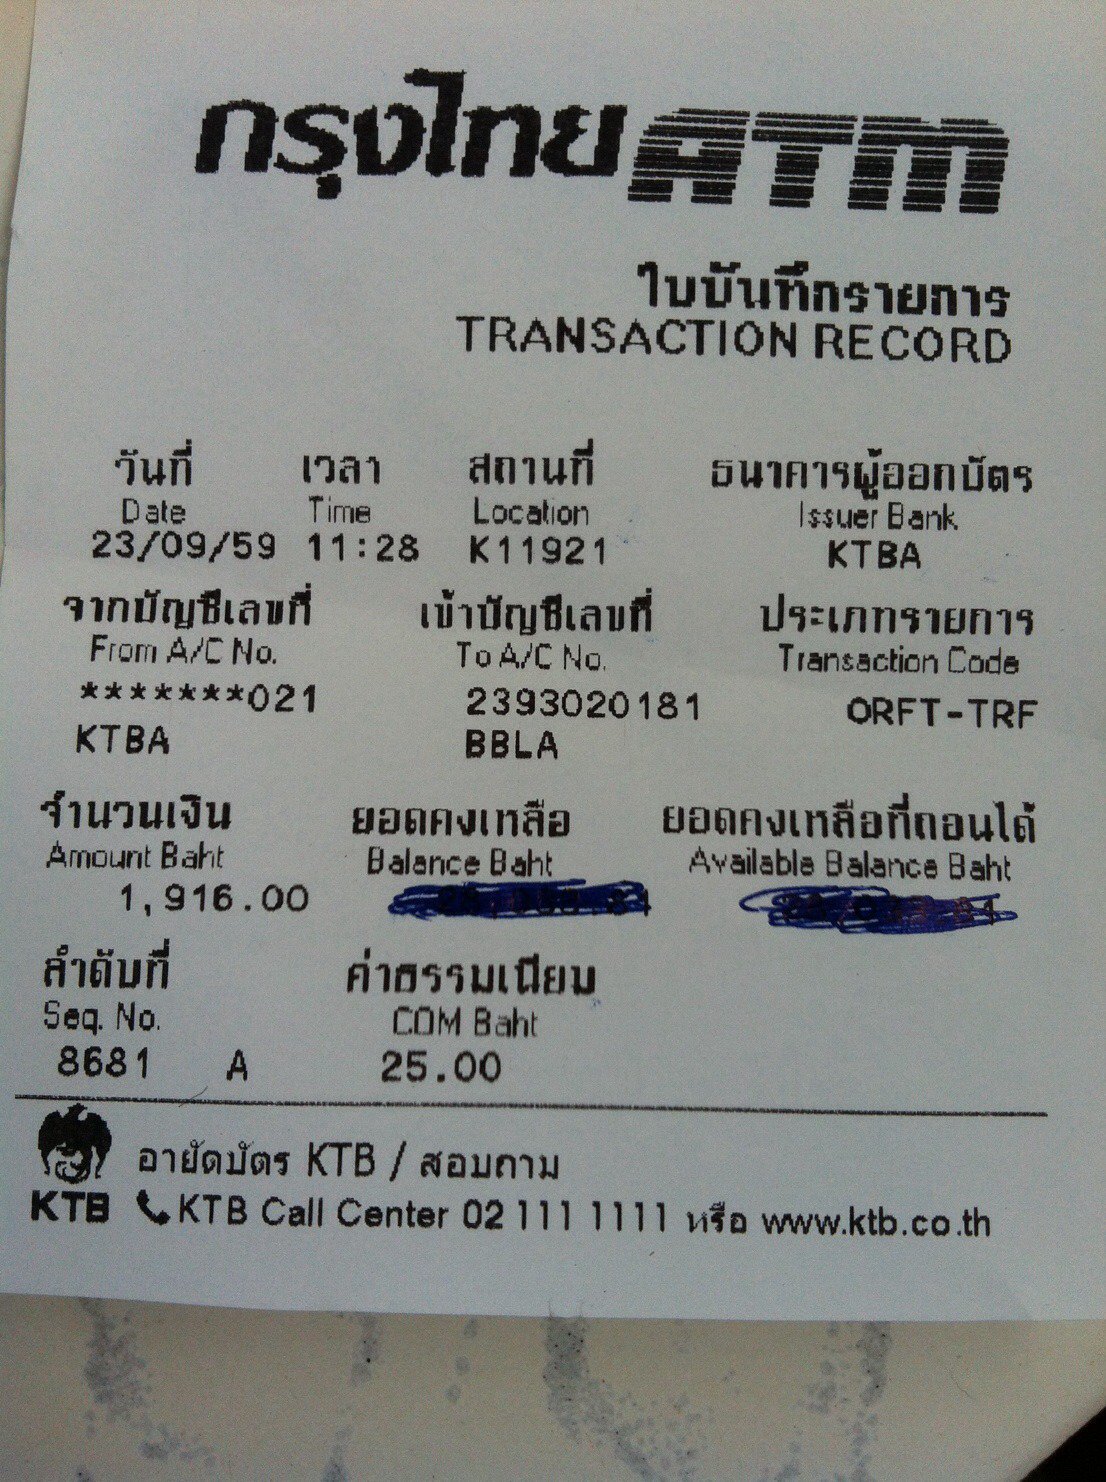 กรุงไทย ATM
ใบบันทึกรายการ
TRANSACTION RECORD
วันที่ เวลา สถานที่ ธนาคารผู้ออกบัตร
Date Time Location Issuer Bank
23/09/59 11:28 K11921 KTBA
จากบัญชีเลขที่ เข้าบัญชีเลขที่ ประเภทรายการ
From A/C No. To A/C No. Transaction Code
*******021 2393020181 ORFT-TRF
KTBA BBLA
จำนวนเงิน ยอดคงเหลือ ยอดคงเหลือที่ถอนได้
Amount Baht Balance Baht Available Balance Baht
1,916.00
ลำดับที่ ค่าธรรมเนียม
Seq. No. COM Baht
8681 A 25.00
อายัดบัตร KTB / สอบถาม
KTB KTB Call Center 02 111 1111 หรือ www.ktb.co.th